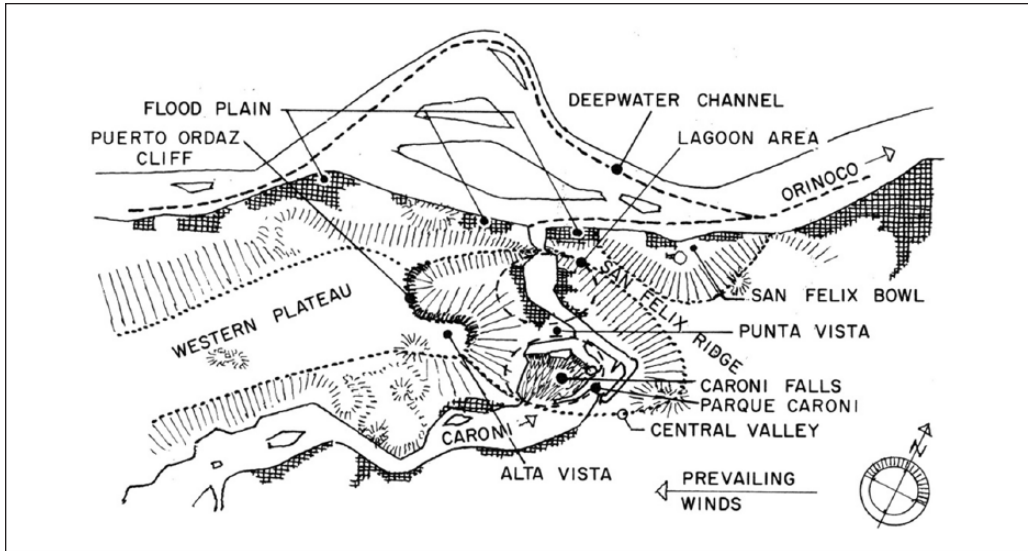 FLOOD PLAIN
DEEPWATER CHANNEL
PUERTO ORDAZ
CLIFF
LAGOON AREA
ORINOCO
WESTERN PLATEAU
SAN FELIX RIDGE
SAN FELIX BOWL
PUNTA VISTA
CARONI FALLS
PARQUE CARONI
CARONI
CENTRAL VALLEY
ALTA VISTA
PREVAILING
WINDS
N